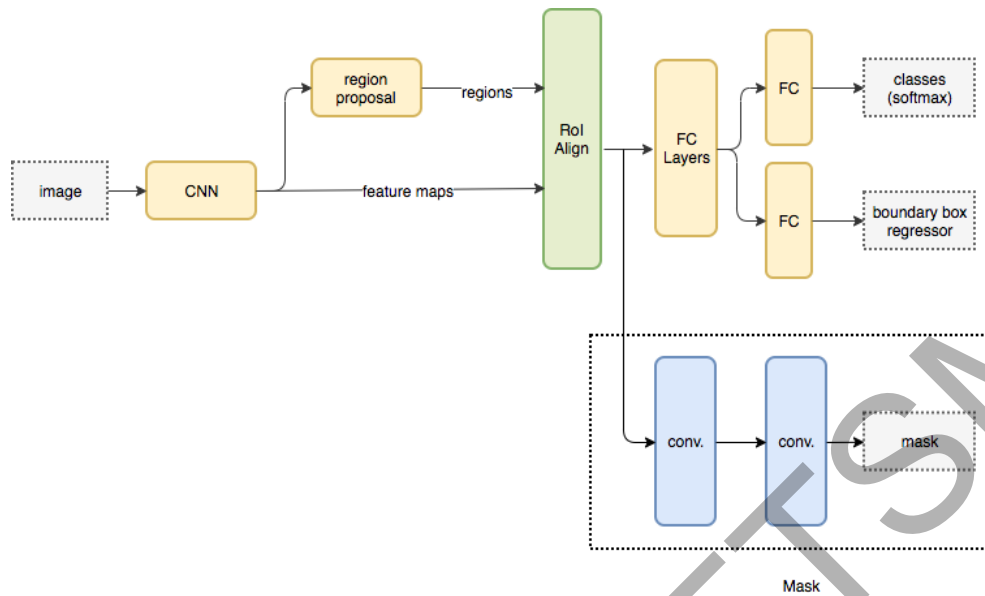 image
CNN
region
proposal
regions
feature maps
RoI
Align
FC
Layers
FC
classes
(softmax)
FC
boundary box
regressor
conv.
conv.
mask
Mask